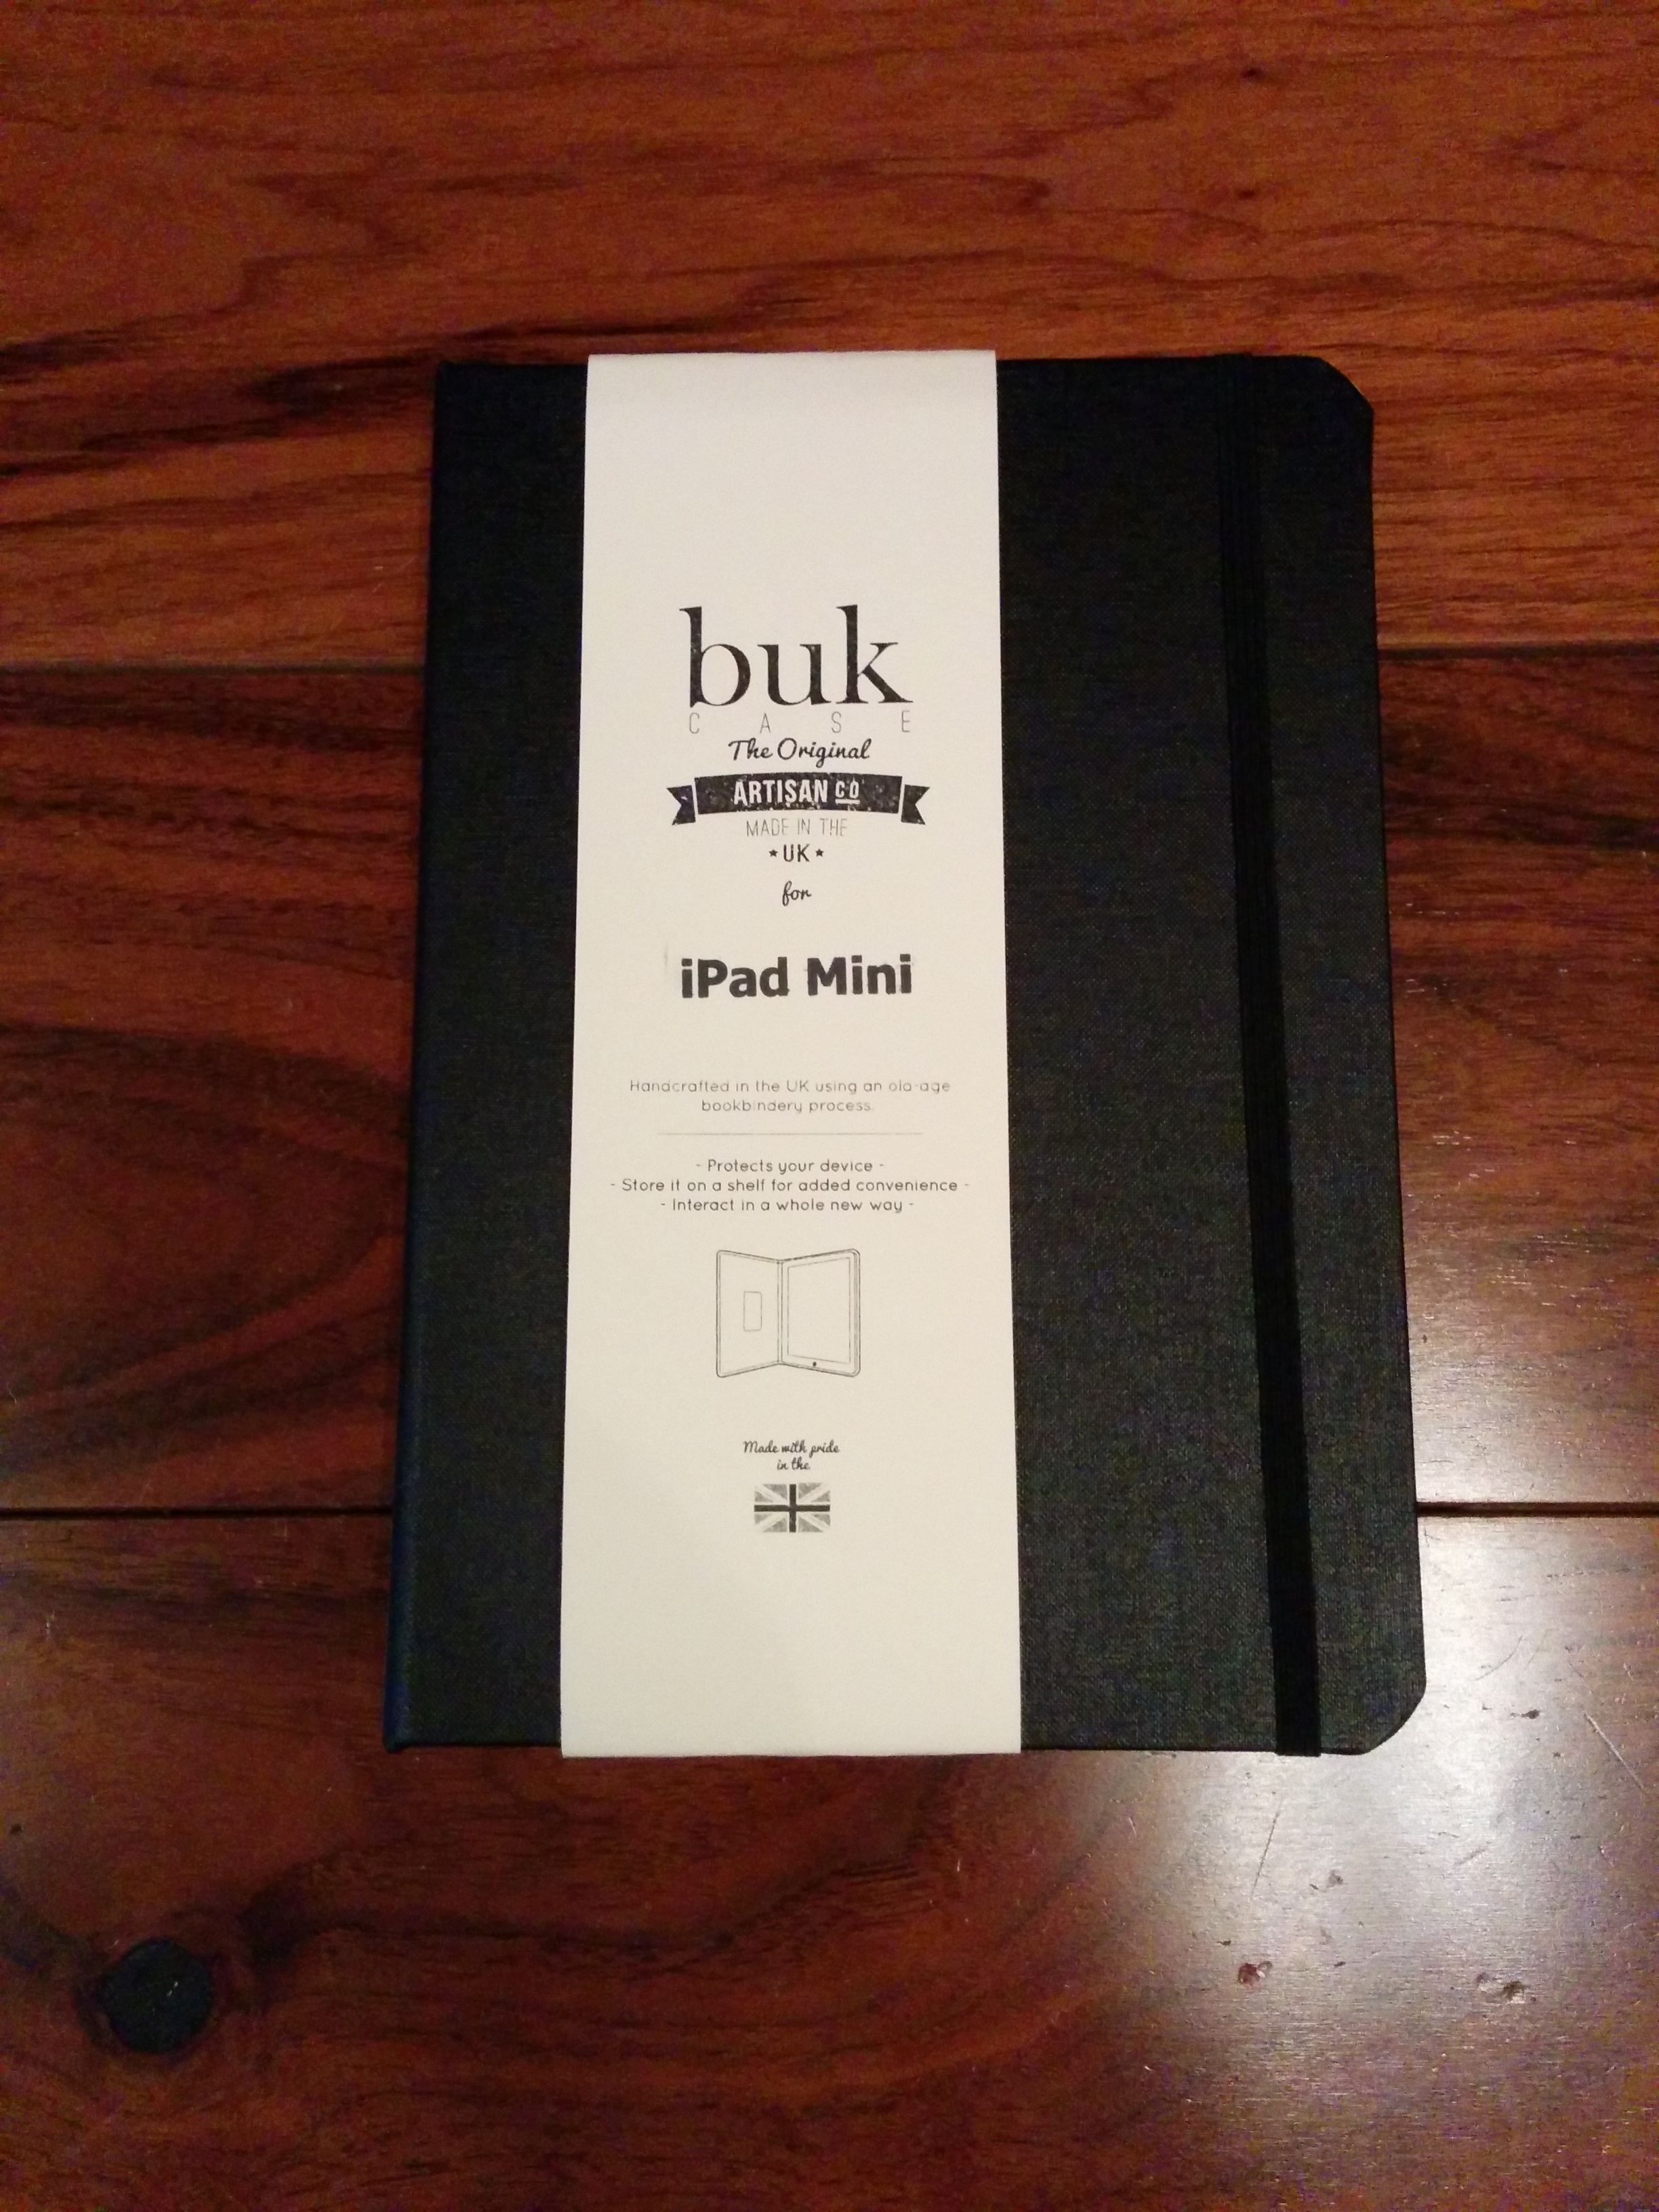 buk
CASE
The Original
ARTISAN CO
MADE IN THE
★ UK ★
for
iPad Mini
Handcrafted in the UK using an old-age
bookbindery process.
- Protects your device -
- Store it on a shelf for added convenience -
- Interact in a whole new way -
Made with pride
in the